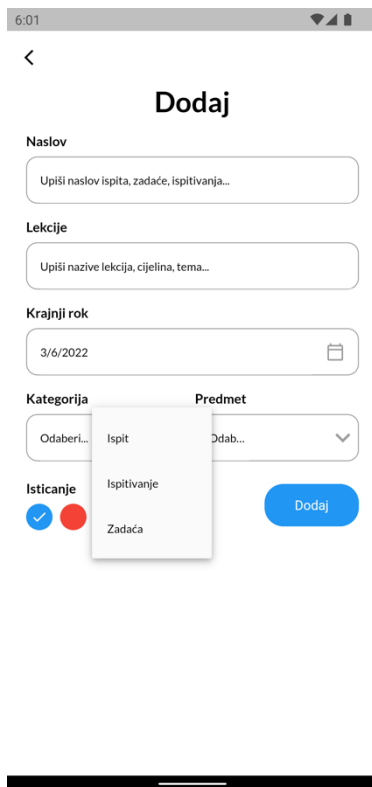 6:01
Dodaj
Naslov
Upiši naslov ispita, zadaće, ispitivanja...
Lekcije
Upiši nazive lekcija, cijelina, tema...
Krajnji rok
3/6/2022
Kategorija Predmet
Odaberi... Odab...
Ispit
Ispitivanje
Zadaća
Isticanje
Dodaj